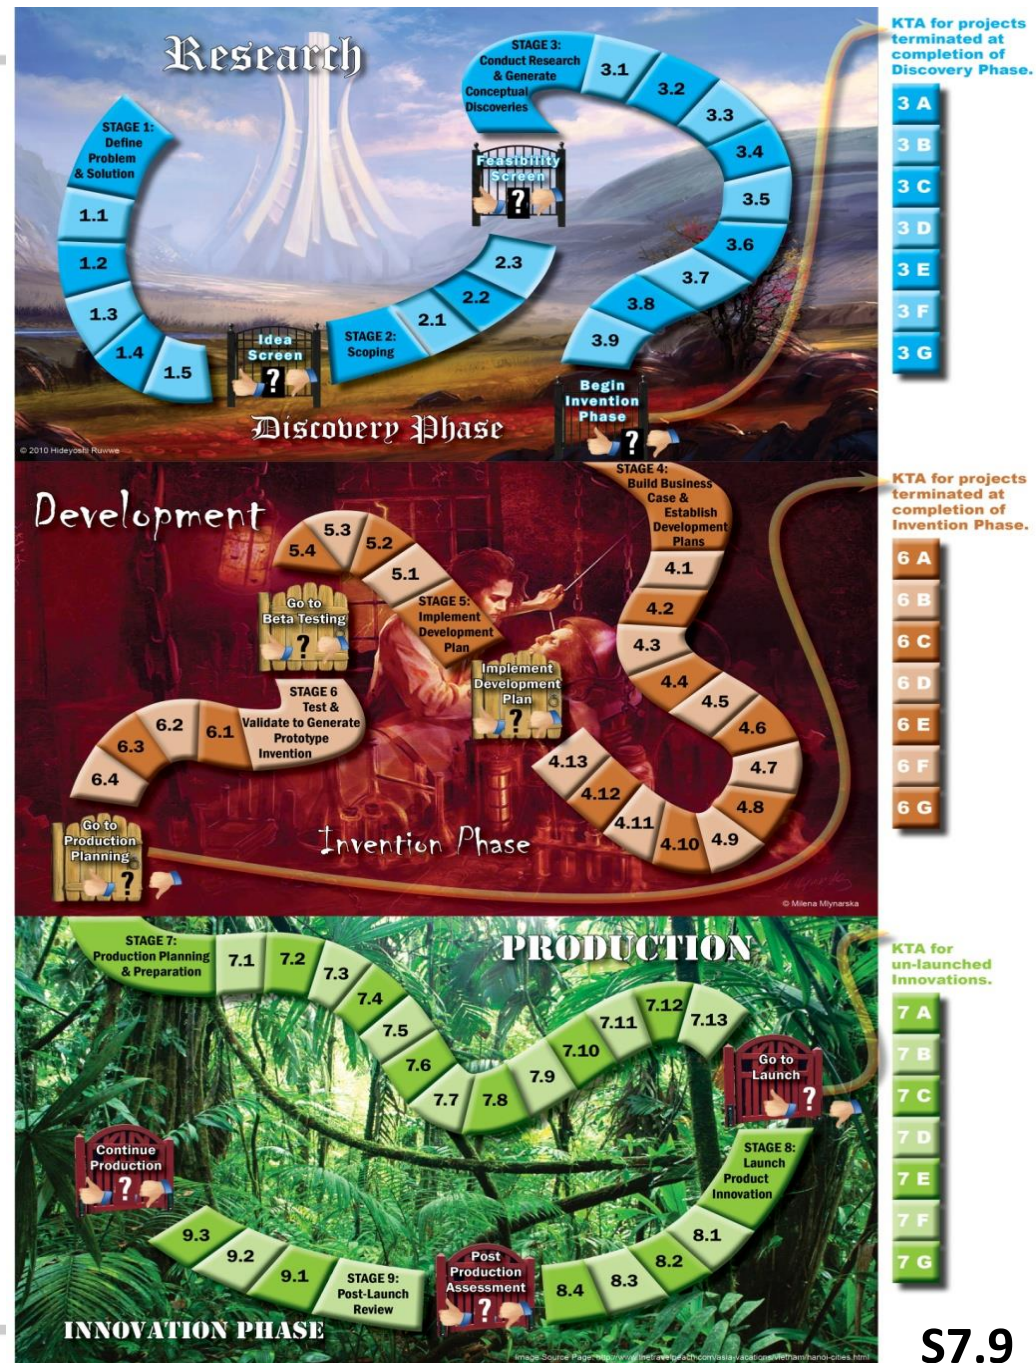 Research
STAGE 1:
Define
Problem
& Solution
1.1
1.2
1.3
1.4
1.5
Idea
Screen
?
STAGE 2:
Scoping
2.1
2.2
2.3
Feasibility
Screen
?
STAGE 3:
Conduct Research
& Generate
Conceptual
Discoveries
3.1
3.2
3.3
3.4
3.5
3.6
3.7
3.8
3.9
Begin
Invention
Phase
?
Discovery Phase
© 2010 Hideyoshi Ruwwe
KTA for projects
terminated at
completion of
Discovery Phase.
3 A
3 B
3 C
3 D
3 E
3 F
3 G
Development
STAGE 4:
Build Business
Case &
Establish
Development
Plans
4.1
4.2
4.3
4.4
4.5
4.6
4.7
4.8
4.9
4.10
4.11
4.12
4.13
Implement
Development
Plan
?
STAGE 5:
Implement
Development
Plan
5.1
5.2
5.3
5.4
Go to
Beta Testing
?
STAGE 6
Test &
Validate to Generate
Prototype
Invention
6.1
6.2
6.3
6.4
Go to
Production
Planning
?
Invention Phase
© Milena Mlynarska
KTA for projects
terminated at
completion of
Invention Phase.
6 A
6 B
6 C
6 D
6 E
6 F
6 G
PRODUCTION
STAGE 7:
Production Planning
& Preparation
7.1
7.2
7.3
7.4
7.5
7.6
7.7
7.8
7.9
7.10
7.11
7.12
7.13
Go to
Launch
?
STAGE 8:
Launch
Product
Innovation
8.1
8.2
8.3
8.4
Post
Production
Assessment
?
STAGE 9:
Post-Launch
Review
9.1
9.2
9.3
Continue
Production
?
INNOVATION PHASE
Image Source Page: http://www.thetravelpeach.com/asia-vacations/vietnam/hanoi-cities.html
KTA for
un-launched
Innovations.
7 A
7 B
7 C
7 D
7 E
7 F
7 G
S7.9